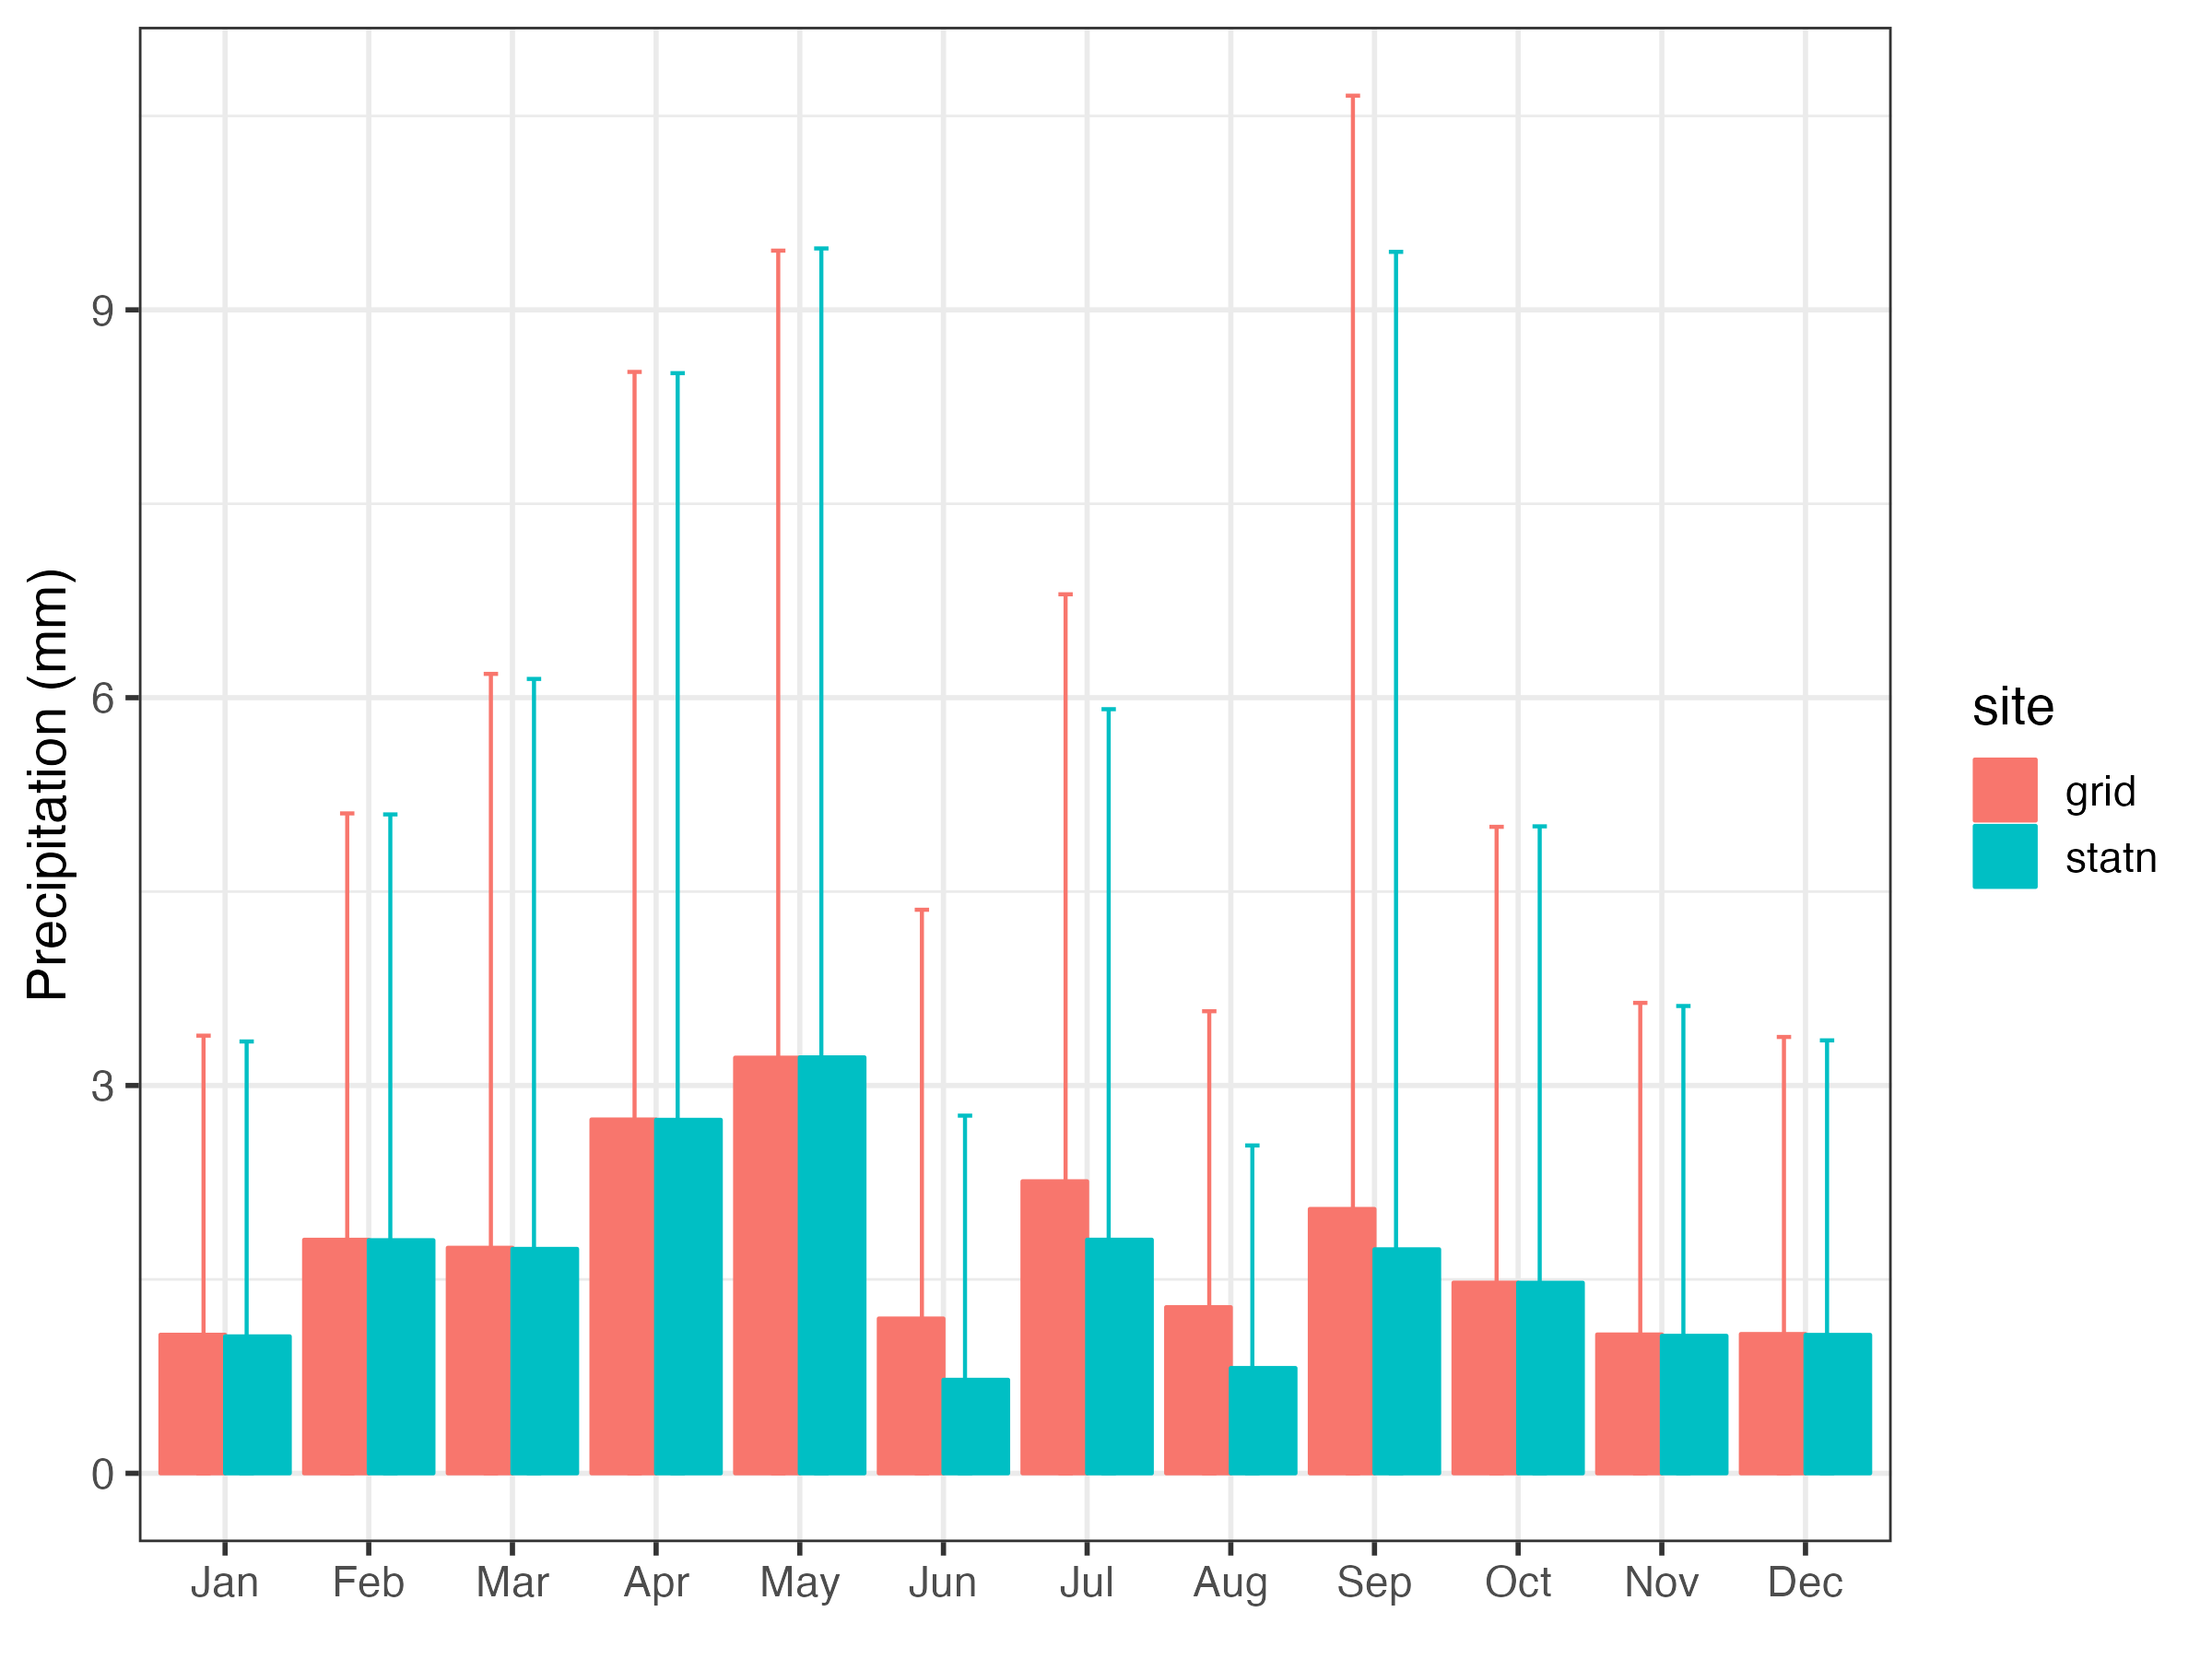 Precipitation (mm)
9
6
3
0
Jan Feb Mar Apr May Jun Jul Aug Sep Oct Nov Dec
site
grid
statn